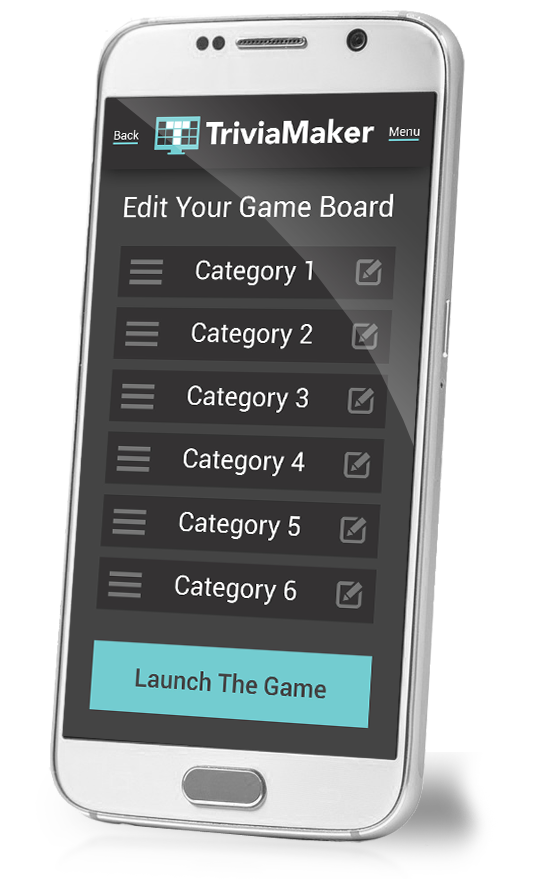 Back TriviaMaker Menu
Edit Your Game Board
Category 1
Category 2
Category 3
Category 4
Category 5
Category 6
Launch The Game